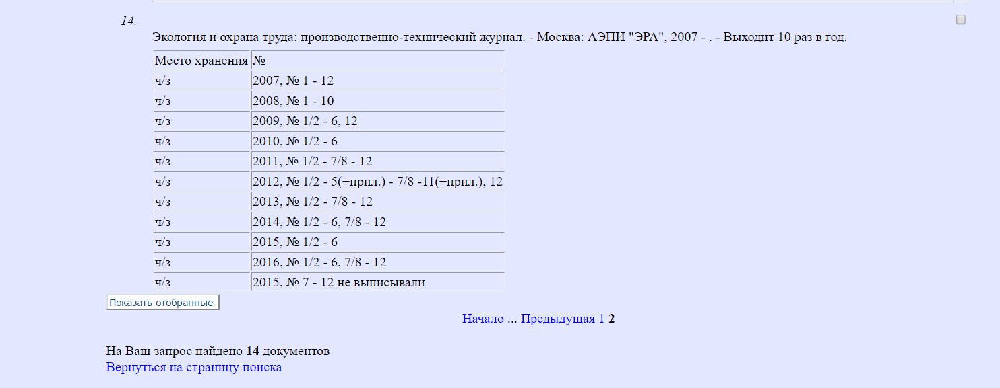 14.
Экология и охрана труда: производственно-технический журнал. - Москва: АЭПИ "ЭРА", 2007 - . - Выходит 10 раз в год.
Место хранения №
ч/з 2007, № 1 - 12
ч/з 2008, № 1 - 10
ч/з 2009, № 1/2 - 6, 12
ч/з 2010, № 1/2 - 6
ч/з 2011, № 1/2 - 7/8 - 12
ч/з 2012, № 1/2 - 5(+прил.) - 7/8 -11(+прил.), 12
ч/з 2013, № 1/2 - 7/8 - 12
ч/з 2014, № 1/2 - 6, 7/8 - 12
ч/з 2015, № 1/2 - 6
ч/з 2016, № 1/2 - 6, 7/8 - 12
ч/з 2015, № 7 - 12 не выписывали
Показать отобранные
Начало ... Предыдущая 1 2
На Ваш запрос найдено 14 документов
Вернуться на страницу поиска